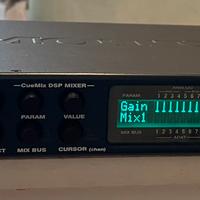 CueMix DSP MIXER
PARAM
VALUE
MIX BUS
CURSOR (chan)
PARAM.
Gain
Mix1
MIX BUS
1 2 3 4 5 6 7
ADAT